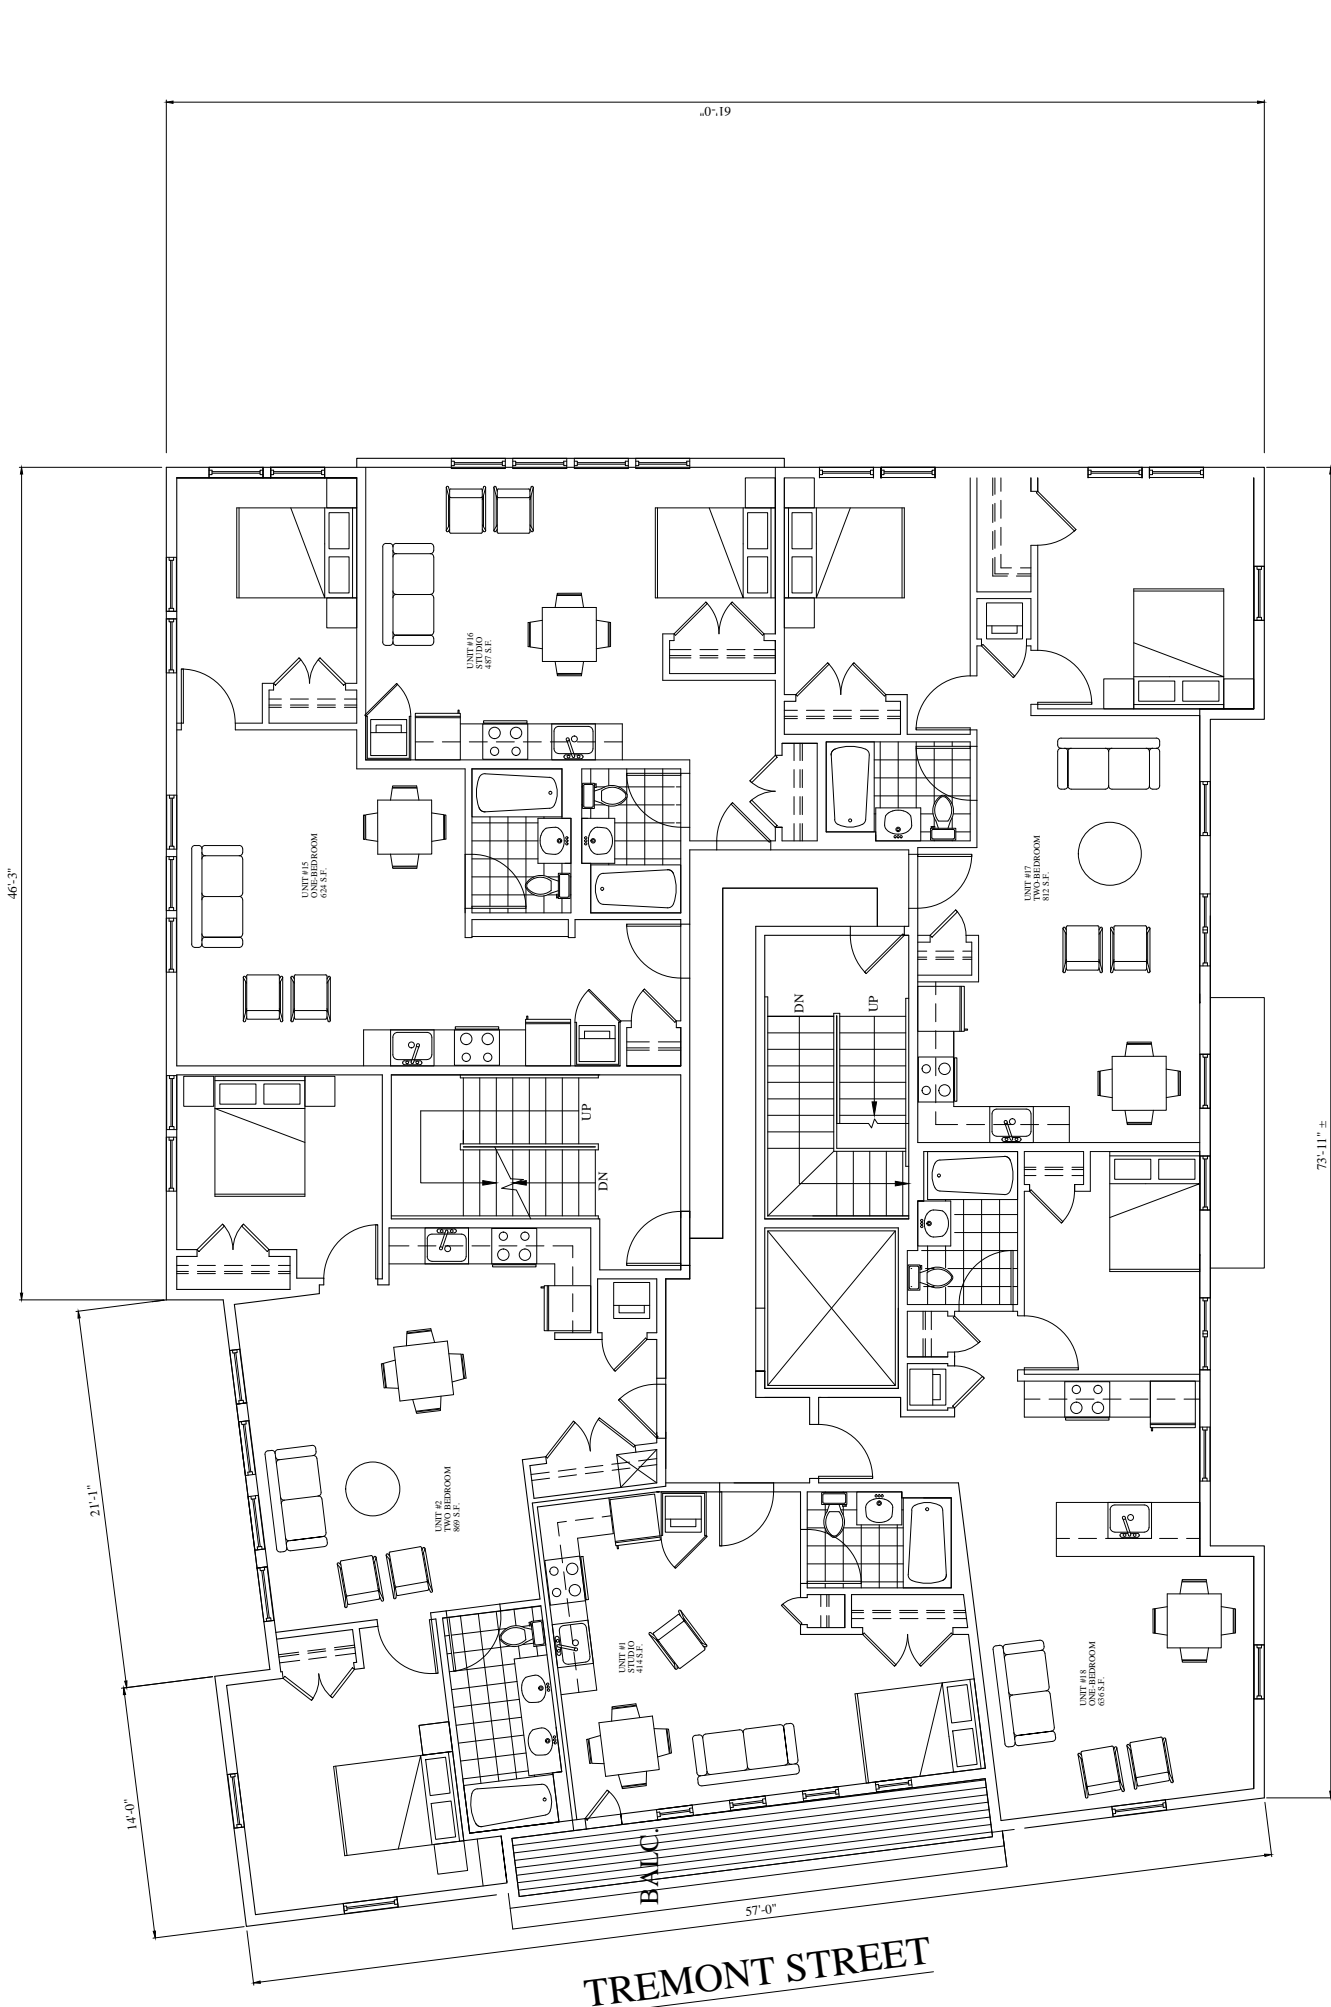 61'-0"
46'-3"
UNIT #16
STUDIO
487 S.F.
UNIT #15
ONE-BEDROOM
624 S.F.
UNIT #17
TWO-BEDROOM
812 S.F.
DN
UP
UP
DN
73'-11" ±
21'-1"
UNIT #2
TWO BEDROOM
869 S.F.
UNIT #1
STUDIO
414 S.F.
UNIT #18
ONE-BEDROOM
636 S.F.
14'-0"
BALC.
57'-0"
TREMONT STREET